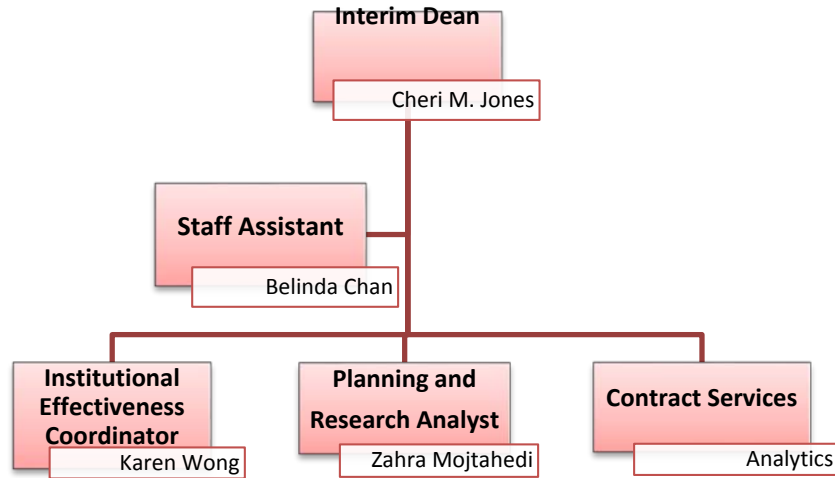 Interim Dean
Cheri M. Jones
Staff Assistant
Belinda Chan
Institutional
Effectiveness
Coordinator
Karen Wong
Planning and
Research Analyst
Zahra Mojtahedi
Contract Services
Analytics